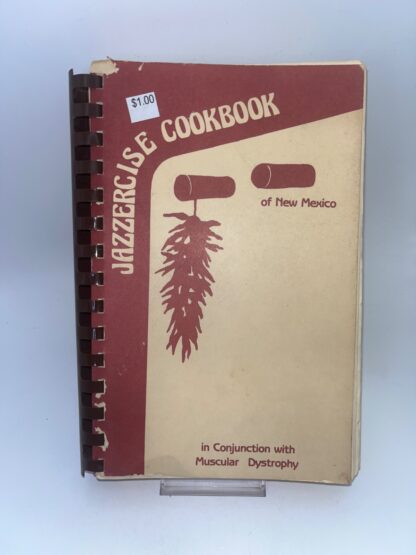 $1.00
JAZZERCISE COOKBOOK
of New Mexico
in Conjunction with
Muscular Dystrophy